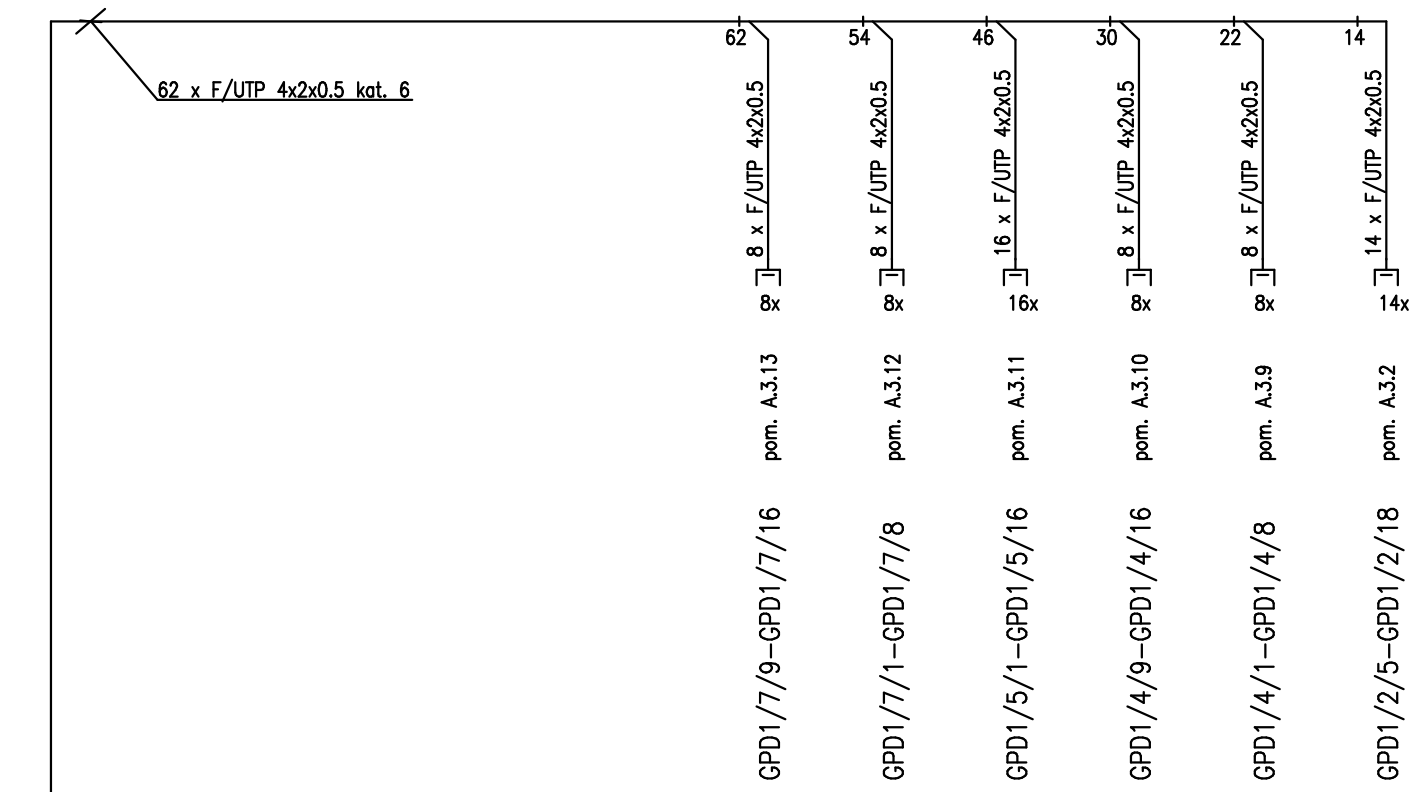 62
54
46
30
22
14
62 x F/UTP 4x2x0.5 kat. 6
8 x F/UTP 4x2x0.5
8 x F/UTP 4x2x0.5
16 x F/UTP 4x2x0.5
8 x F/UTP 4x2x0.5
8 x F/UTP 4x2x0.5
14 x F/UTP 4x2x0.5
8x
8x
16x
8x
8x
14x
pom. A.3.13
pom. A.3.12
pom. A.3.11
pom. A.3.10
pom. A.3.9
pom. A.3.2
GPD1/7/9-GPD1/7/16
GPD1/7/1-GPD1/7/8
GPD1/5/1-GPD1/5/16
GPD1/4/9-GPD1/4/16
GPD1/4/1-GPD1/4/8
GPD1/2/5-GPD1/2/18